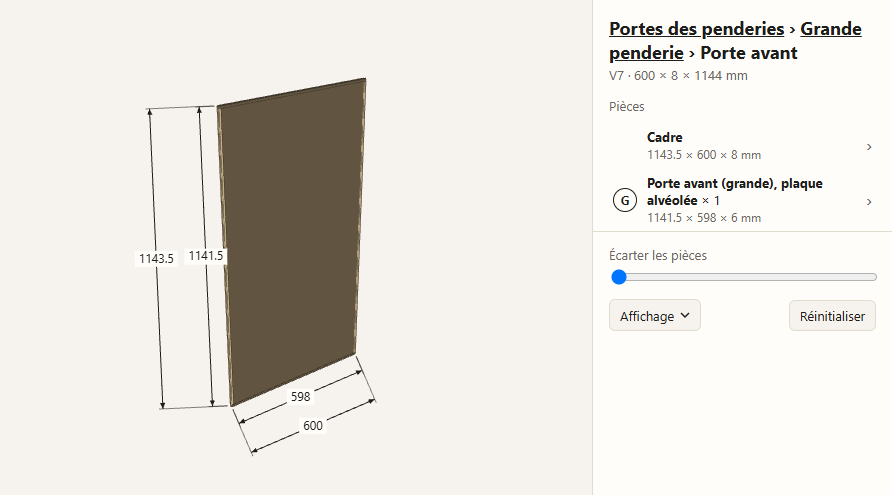 Portes des penderies › Grande
penderie › Porte avant
V7 · 600 × 8 × 1144 mm
Pièces
Cadre
1143.5 × 600 × 8 mm
›
G
Porte avant (grande), plaque
alvéolée × 1
1141.5 × 598 × 6 mm
›
Écarter les pièces
Affichage
Réinitialiser
1143.5
1141.5
598
600